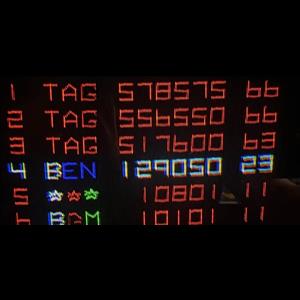 1 TAG 578575 66
2 TAG 556550 66
3 TAG 517600 63
4 BEN 129050 23
5 *** 10801 11
6 BGM 10101 11